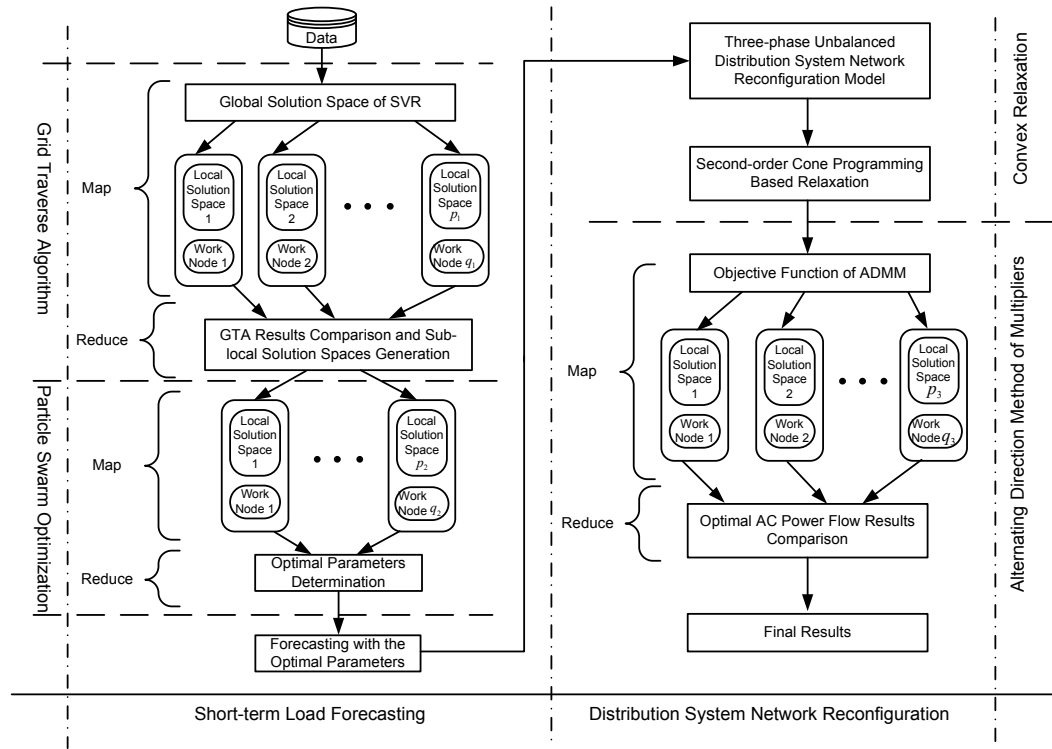 Data
Grid Traverse Algorithm
Map
Global Solution Space of SVR
Local
Solution
Space
1
Work
Node 1
Local
Solution
Space
2
Work
Node 2
• • •
Local
Solution
Space
p₁
Work
Node q₁
Reduce
GTA Results Comparison and Sub-
local Solution Spaces Generation
Particle Swarm Optimization
Map
Local
Solution
Space
1
Work
Node 1
• • •
Local
Solution
Space
p₂
Work
Node q₂
Reduce
Optimal Parameters
Determination
Forecasting with the
Optimal Parameters
Short-term Load Forecasting
Three-phase Unbalanced
Distribution System Network
Reconfiguration Model
Second-order Cone Programming
Based Relaxation
Convex Relaxation
Objective Function of ADMM
Map
Local
Solution
Space
1
Work
Node 1
Local
Solution
Space
2
Work
Node 2
• • •
Local
Solution
Space
p₃
Work
Node q₃
Reduce
Optimal AC Power Flow Results
Comparison
Final Results
Alternating Direction Method of Multipliers
Distribution System Network Reconfiguration